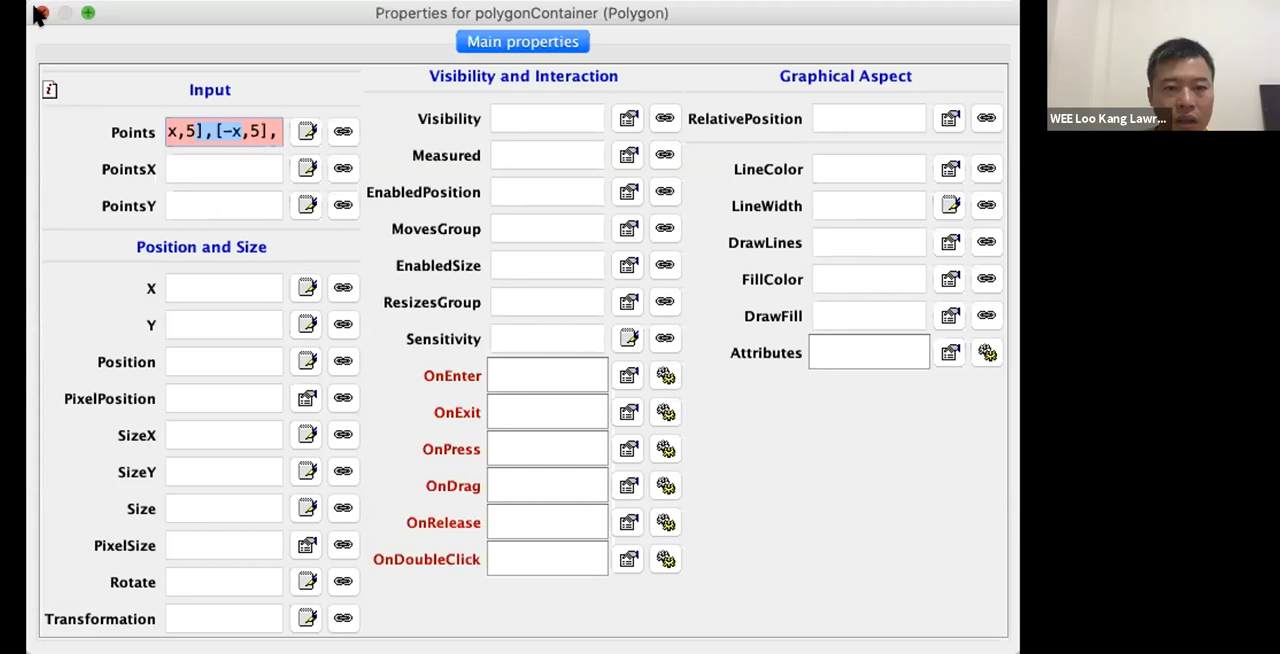 Properties for polygonContainer (Polygon)
Main properties
Input
Points x,5],[-x,5],
PointsX
PointsY
Position and Size
X
Y
Position
PixelPosition
SizeX
SizeY
Size
PixelSize
Rotate
Transformation
Visibility and Interaction
Visibility
Measured
EnabledPosition
MovesGroup
EnabledSize
ResizesGroup
Sensitivity
OnEnter
OnExit
OnPress
OnDrag
OnRelease
OnDoubleClick
Graphical Aspect
RelativePosition
LineColor
LineWidth
DrawLines
FillColor
DrawFill
Attributes
WEE Loo Kang Lawr...